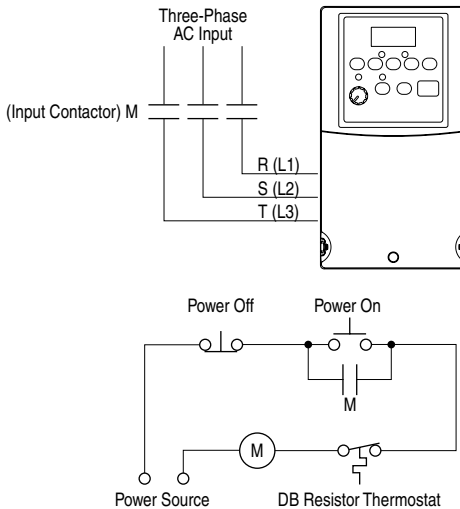 Three-Phase
AC Input
(Input Contactor) M
R (L1)
S (L2)
T (L3)
Power Off
Power On
M
M
Power Source
DB Resistor Thermostat